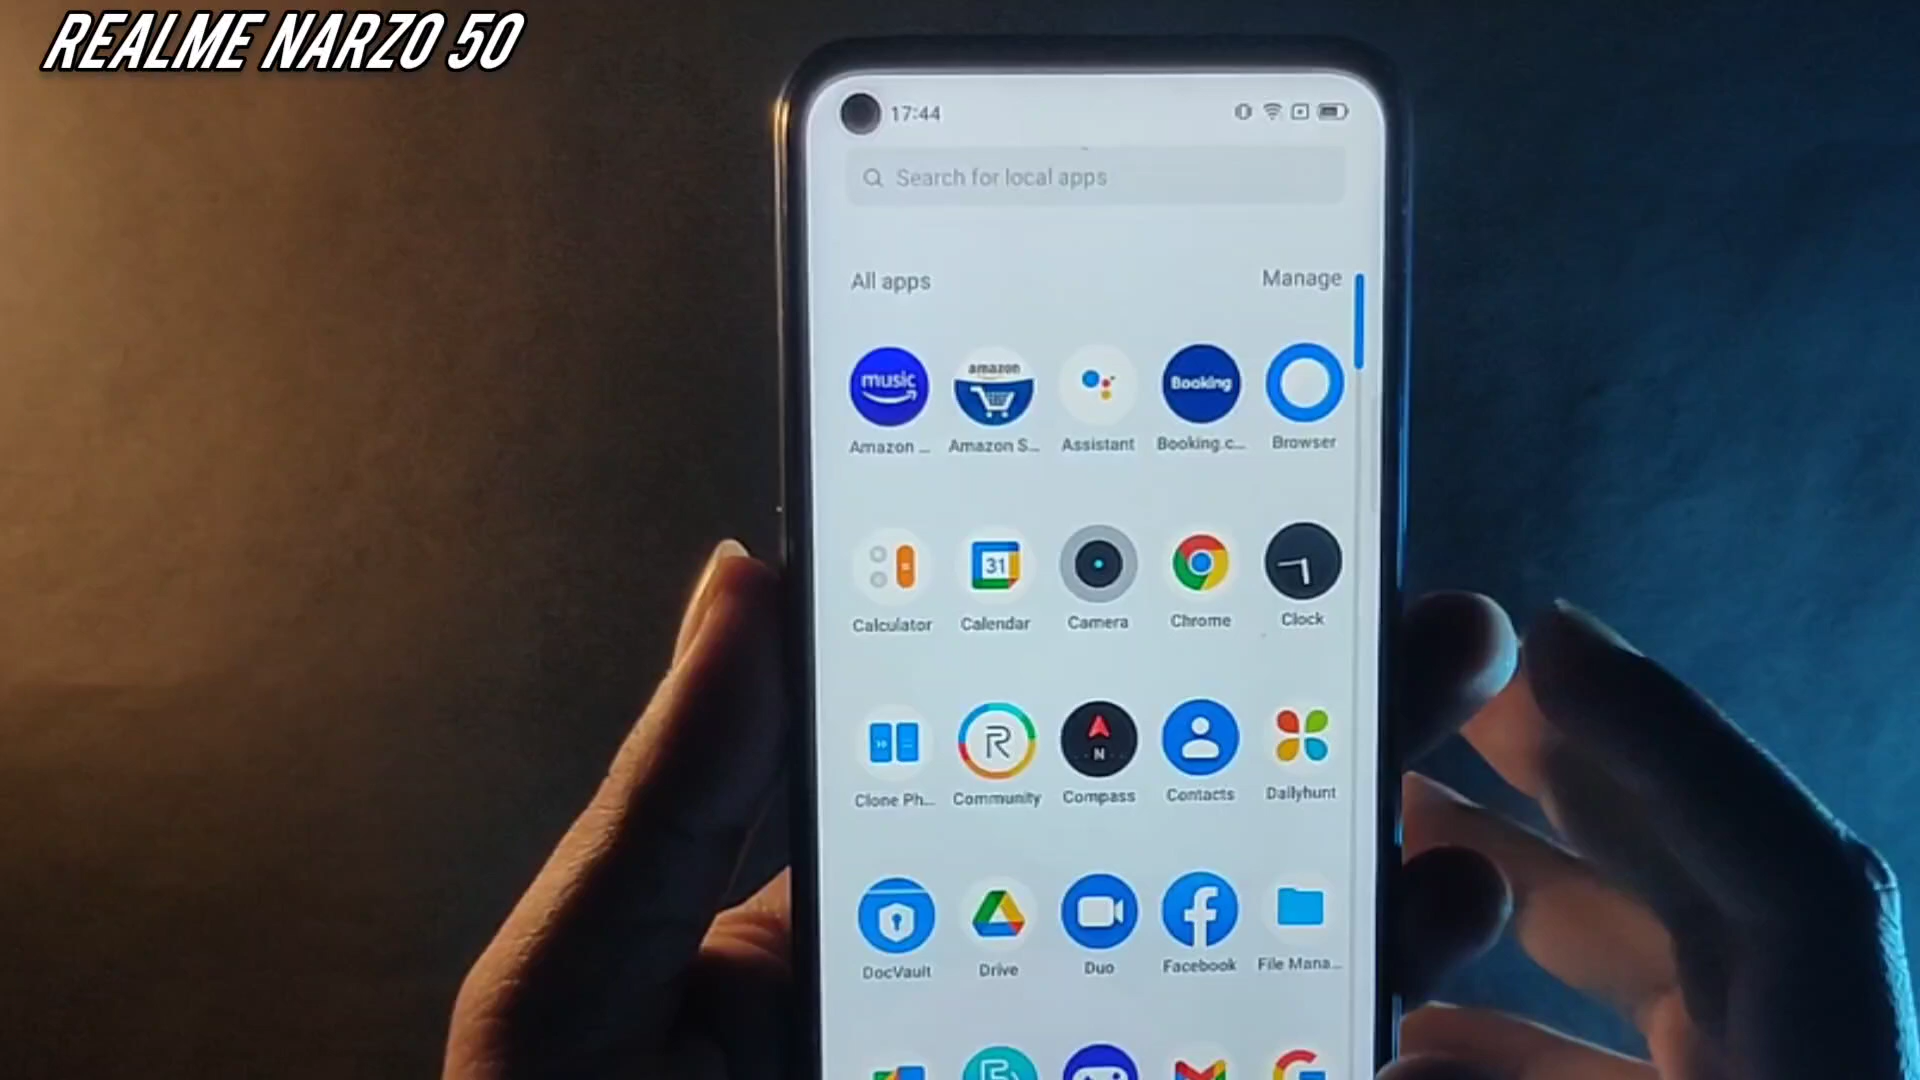 REALME NARZO 50
17:44
Search for local apps
All apps
Manage
music
amazon
Booking
Amazon ...
Amazon S...
Assistant
Booking.c...
Browser
31
Calculator
Calendar
Camera
Chrome
Clock
R
N
Clone Ph...
Community
Compass
Contacts
Dailyhunt
DocVault
Drive
Duo
Facebook
File Mana...